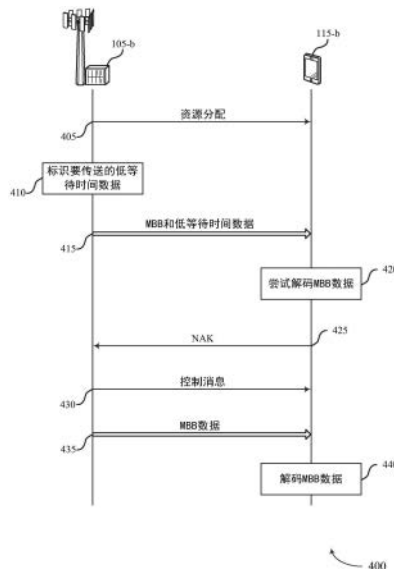 105-b
115-b
资源分配
405
标识要传送的低等
待时间数据
410
MBB和低等待时间数据
415
420
尝试解码MBB数据
425
NAK
控制消息
430
MBB数据
435
440
解码MBB数据
400